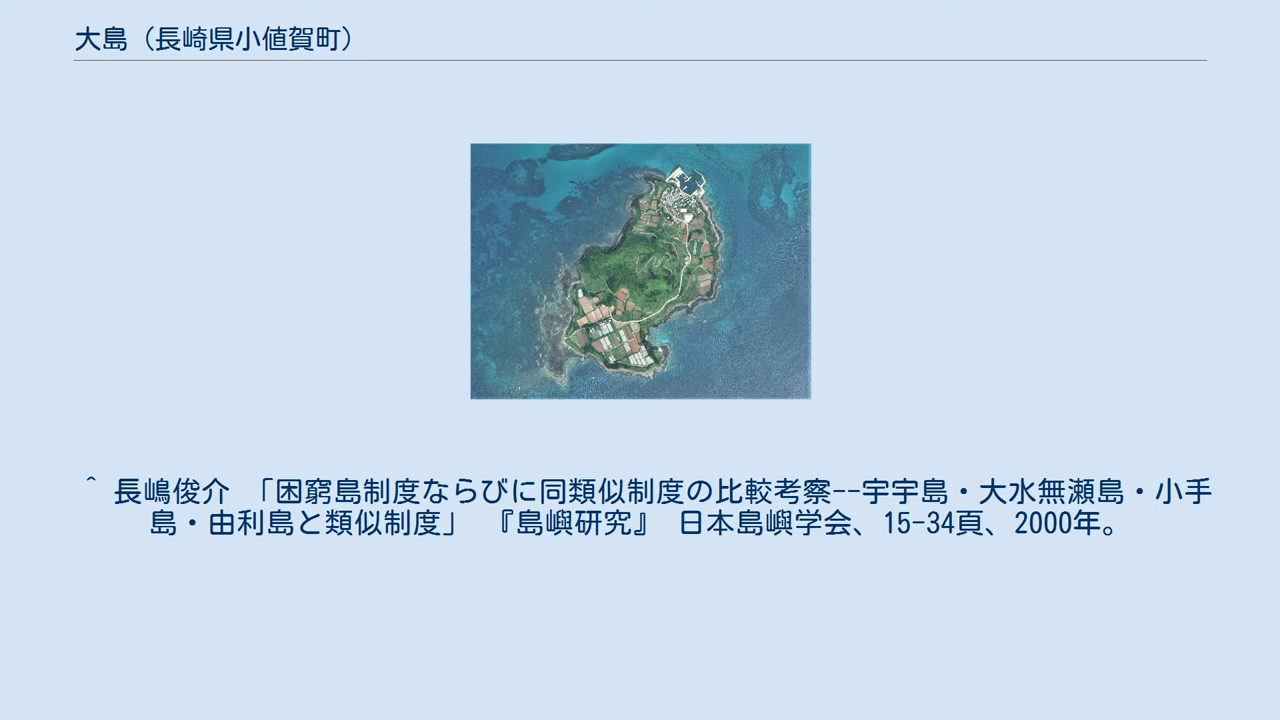 大島（長崎県小値賀町）
^ 長嶋俊介 「困窮島制度ならびに同類似制度の比較考察--宇宇島・大水無瀬島・小手
島・由利島と類似制度」 『島嶼研究』 日本島嶼学会、15-34頁、2000年。